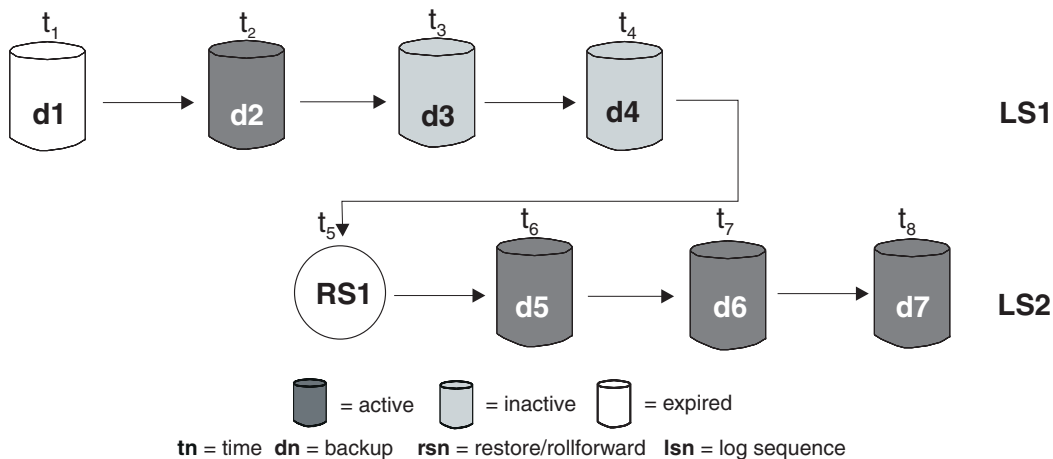 t1 t2 t3 t4
d1 d2 d3 d4 LS1
t5 t6 t7 t8
RS1 d5 d6 d7 LS2
= active = inactive = expired
tn = time dn = backup rsn = restore/rollforward lsn = log sequence